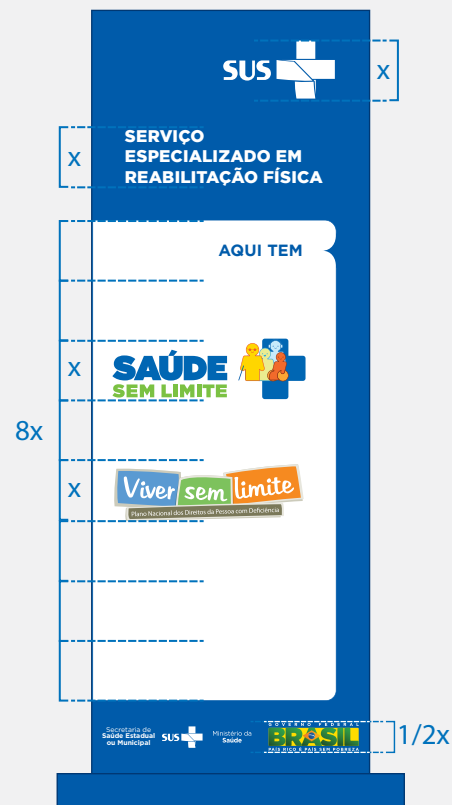 SUS
x
SERVIÇO
ESPECIALIZADO EM
REABILITAÇÃO FÍSICA
x
AQUI TEM
SAÚDE
SEM LIMITE
x
8x
Viver sem limite
Plano Nacional dos Direitos da Pessoa com Deficiência
x
Secretaria de
Saúde Estadual
ou Municipal
SUS
Ministério da
Saúde
GOVERNO FEDERAL
BRASIL
PAÍS RICO É PAÍS SEM POBREZA
1/2x